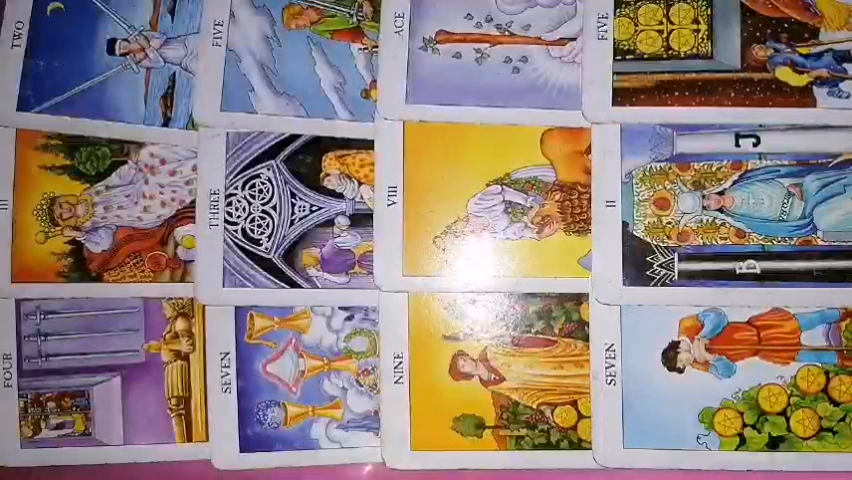 TWO
FIVE
ACE
FIVE
III
THREE
VIII
II
J
B
FOUR
SEVEN
NINE
SEVEN